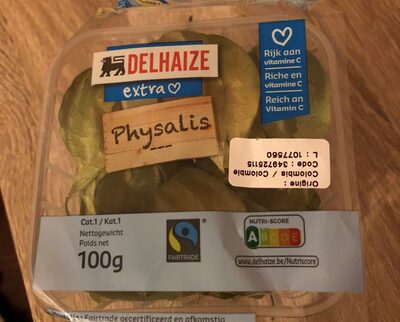 DELHAIZE
extra
Physalis
Rijk aan
vitamine C
Riche en
vitamine C
Reich an
Vitamin C
Origine :
Colombia / Colombie
Code : 349725115
L : 1077560
Cat.1 / Kat.1
Nettogewicht
Poids net
100g
FAIRTRADE
NUTRI-SCORE
A B C D E
www.delhaize.be/Nutriscore
Fairtrade gecertificeerd en afkomstig